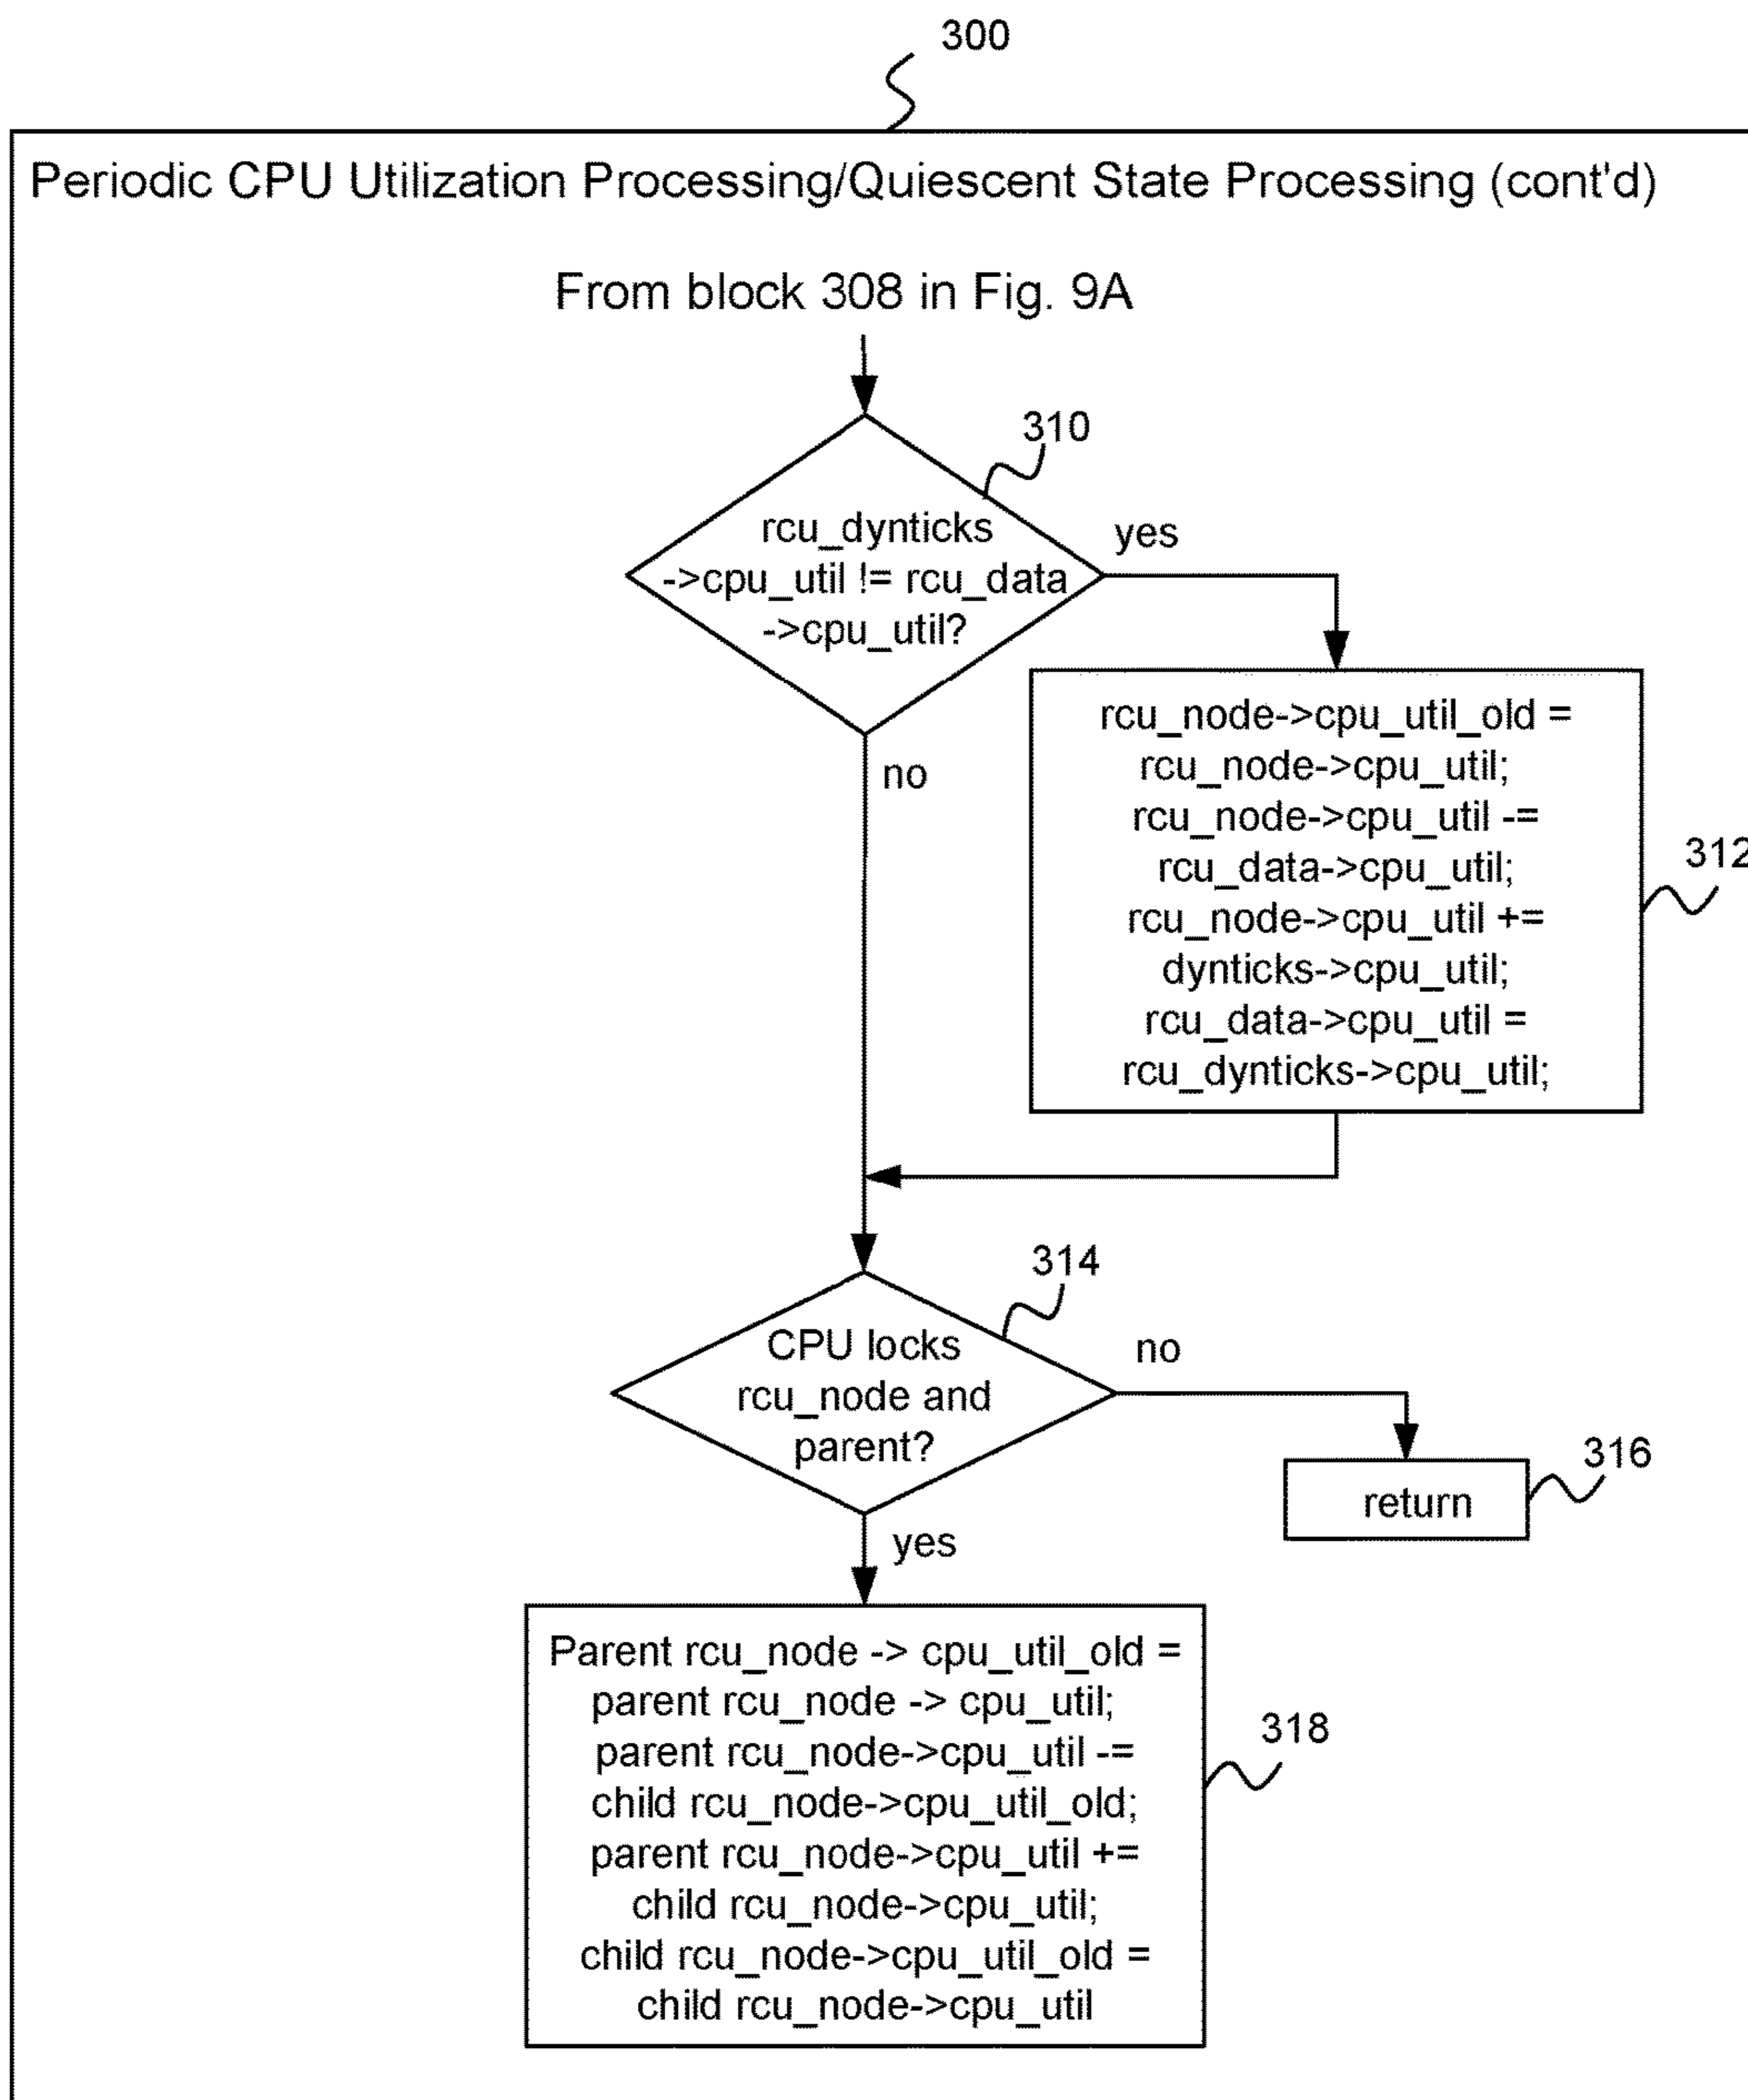 300
Periodic CPU Utilization Processing/Quiescent State Processing (cont'd)
From block 308 in Fig. 9A
310
rcu_dynticks
->cpu_util != rcu_data
->cpu_util?
yes
no
rcu_node->cpu_util_old =
rcu_node->cpu_util;
rcu_node->cpu_util -=
rcu_data->cpu_util;
rcu_node->cpu_util +=
dynticks->cpu_util;
rcu_data->cpu_util =
rcu_dynticks->cpu_util;
312
314
CPU locks
rcu_node and
parent?
no
316
return
yes
Parent rcu_node -> cpu_util_old =
parent rcu_node -> cpu_util;
parent rcu_node->cpu_util -=
child rcu_node->cpu_util_old;
parent rcu_node->cpu_util +=
child rcu_node->cpu_util;
child rcu_node->cpu_util_old =
child rcu_node->cpu_util
318